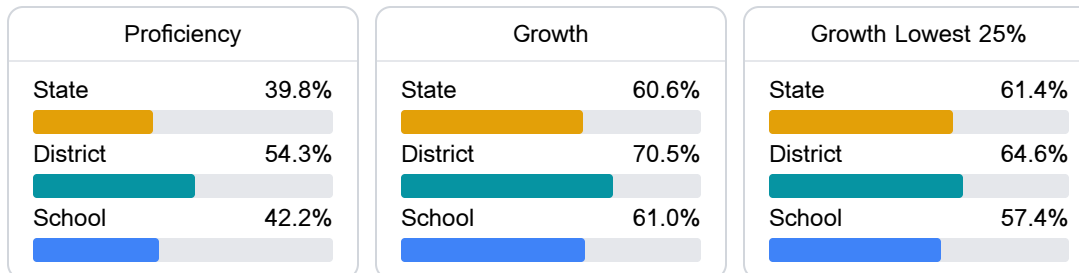 Proficiency
State 39.8%
District 54.3%
School 42.2%
Growth
State 60.6%
District 70.5%
School 61.0%
Growth Lowest 25%
State 61.4%
District 64.6%
School 57.4%